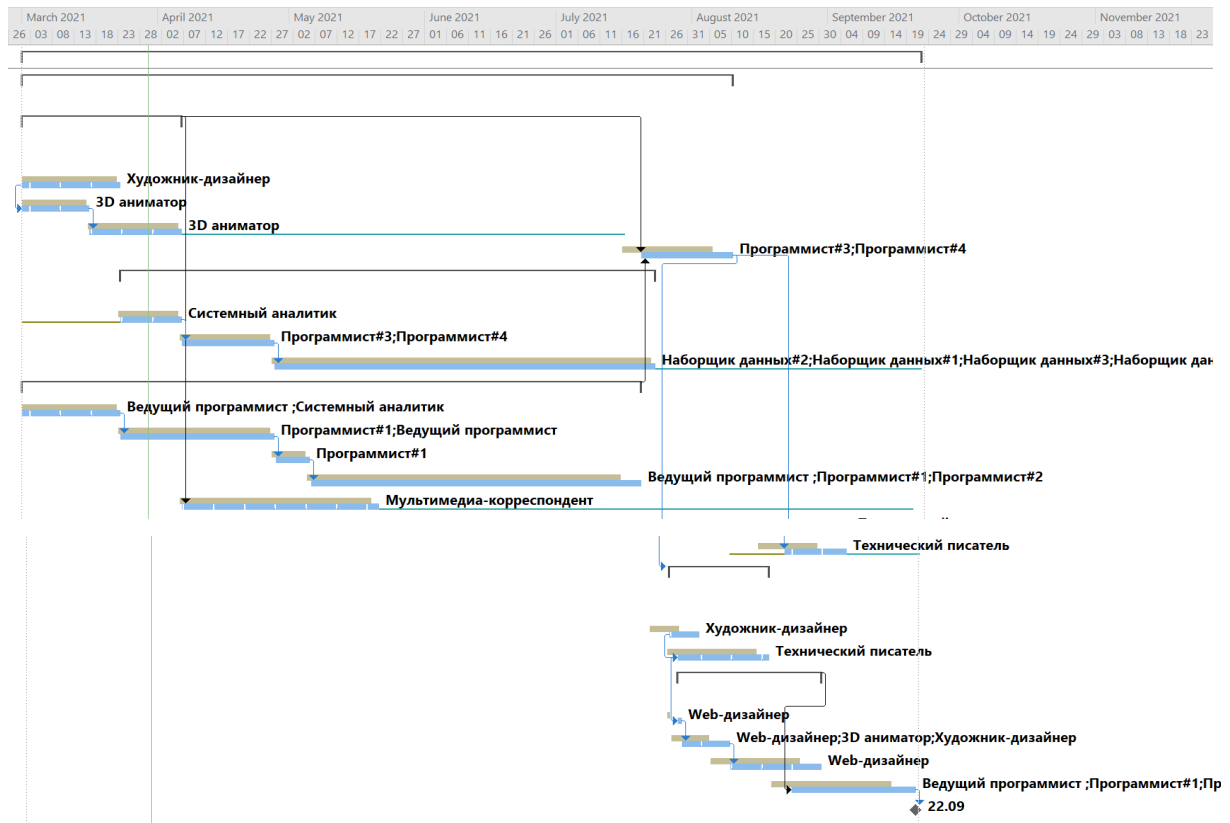 March 2021 April 2021 May 2021 June 2021 July 2021 August 2021 September 2021 October 2021 November 2021
26 03 08 13 18 23 28 02 07 12 17 22 27 02 07 12 17 22 27 01 06 11 16 21 26 01 06 11 16 21 26 31 05 10 15 20 25 30 04 09 14 19 24 29 04 09 14 19 24 29 03 08 13 18 23
Художник-дизайнер
3D аниматор
3D аниматор
Программист#3;Программист#4
Системный аналитик
Программист#3;Программист#4
Наборщик данных#2;Наборщик данных#1;Наборщик данных#3;Наборщик дан
Ведущий программист ;Системный аналитик
Программист#1;Ведущий программист
Программист#1
Ведущий программист ;Программист#1;Программист#2
Мультимедиа-корреспондент
Технический писатель
Художник-дизайнер
Технический писатель
Web-дизайнер
Web-дизайнер;3D аниматор;Художник-дизайнер
Web-дизайнер
Ведущий программист ;Программист#1;Пр
22.09